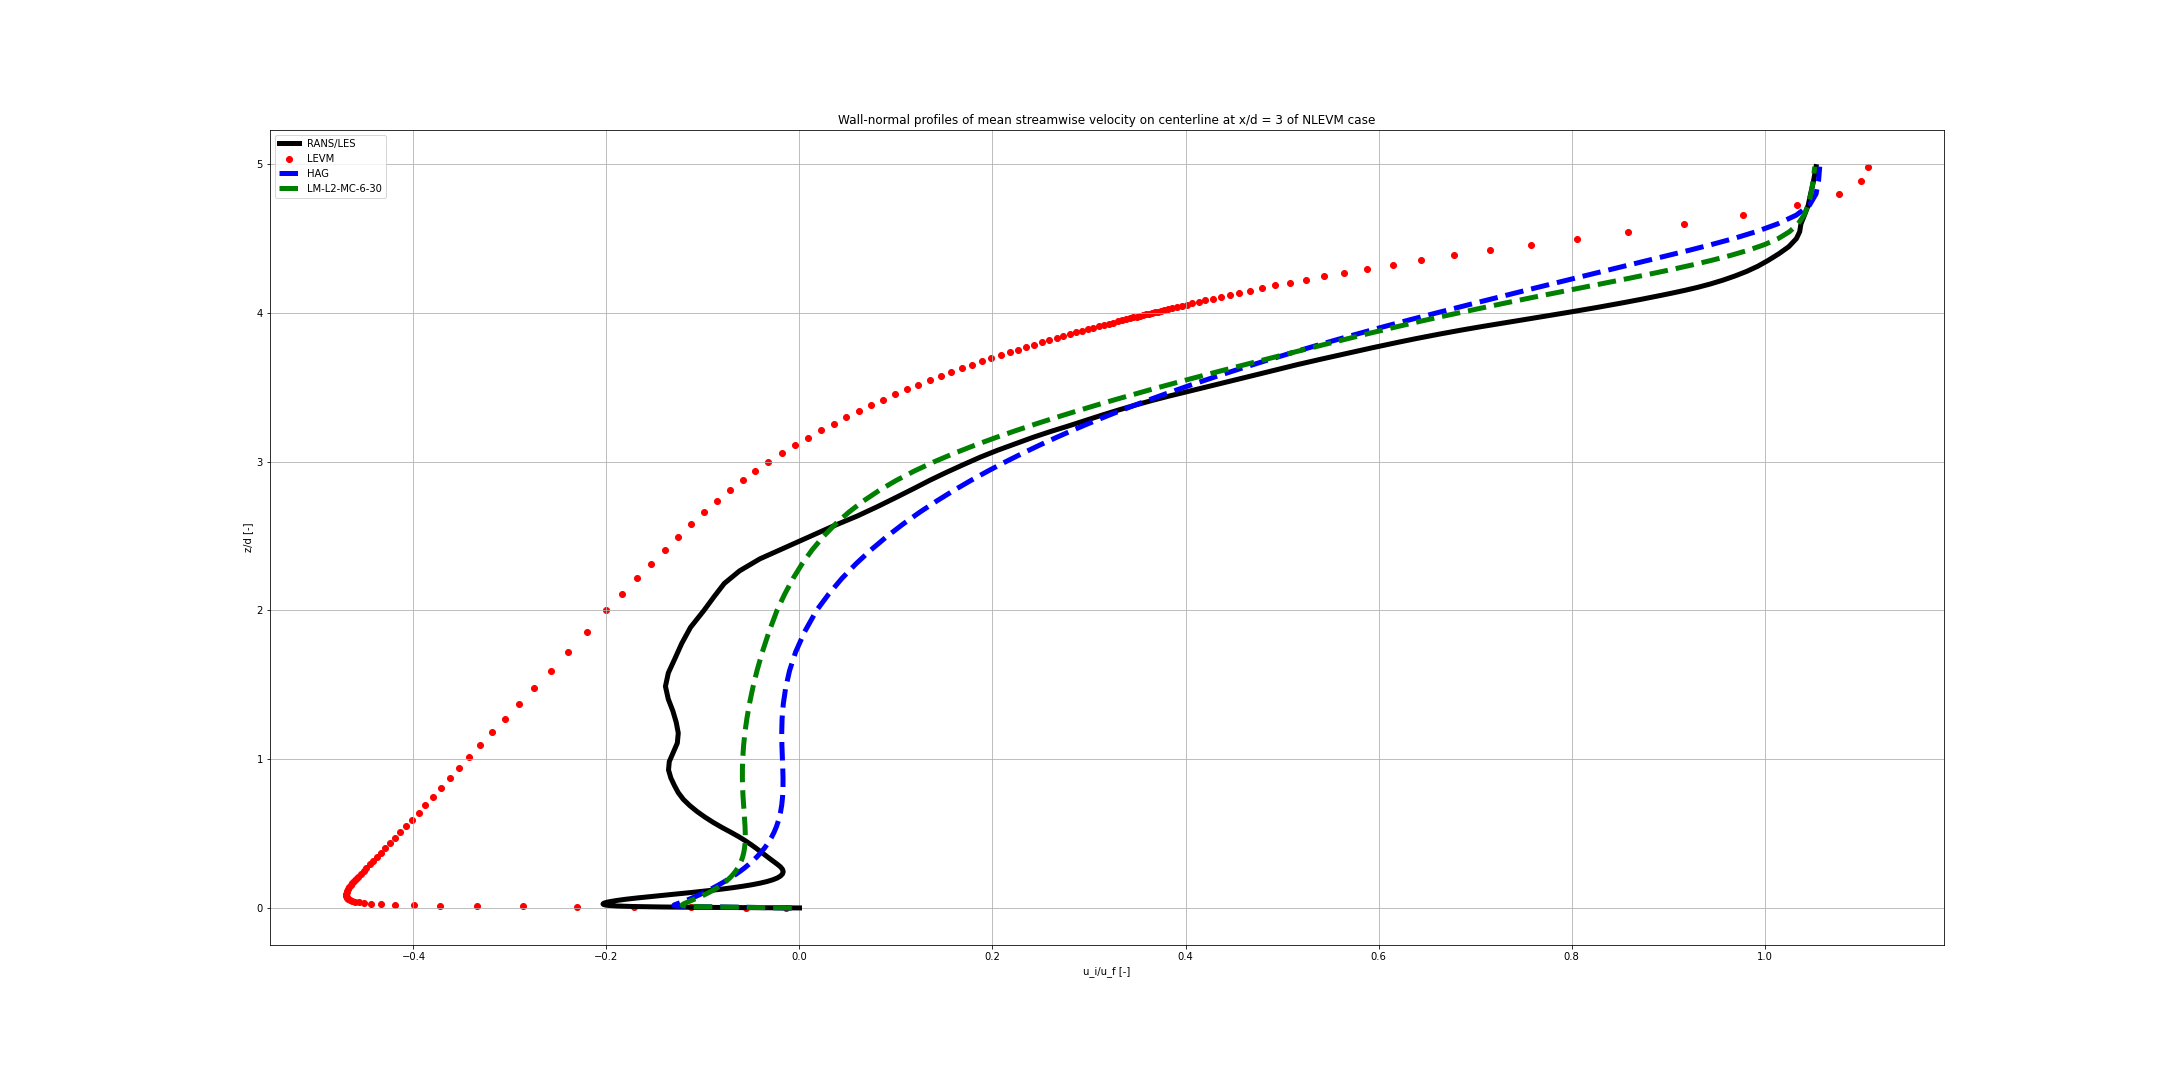 Wall-normal profiles of mean streamwise velocity on centerline at x/d = 3 of NLEVM case
RANS/LES
LEVM
HAG
LM-L2-MC-6-30
5
4
3
2
1
0
z/d [-]
−0.4 −0.2 0.0 0.2 0.4 0.6 0.8 1.0
u_i/u_f [-]